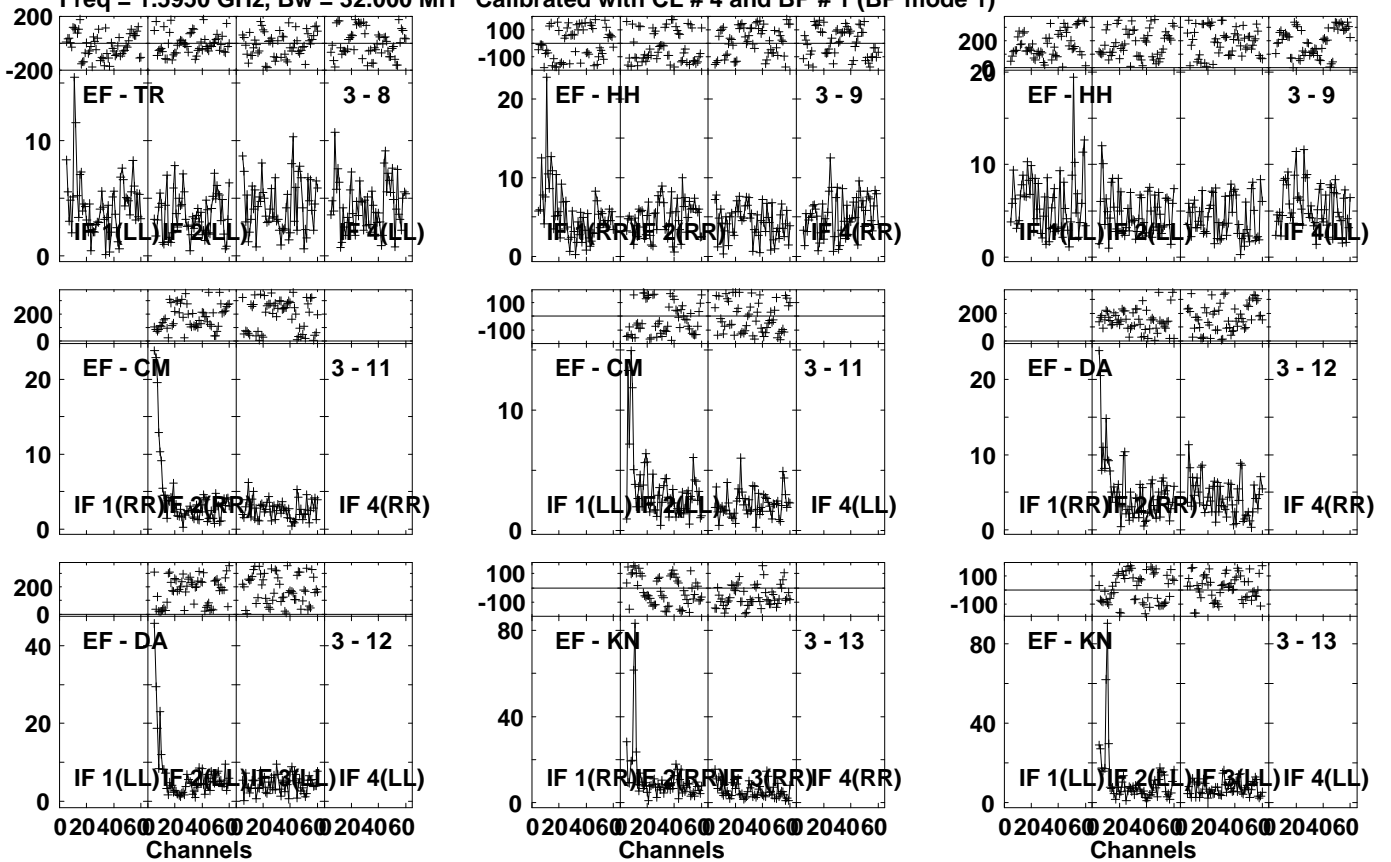 Freq = 1.5950 GHz, Bw = 32.000 MH Calibrated with CL # 4 and BP # 1 (BP mode 1)
200
-200
EF - TR 3 - 8
10
0
IF 1(LL) IF 2(LL) IF 4(LL)
100
-100
EF - HH 3 - 9
20
10
0
IF 1(RR) IF 2(RR) IF 4(RR)
200
0
20
EF - HH 3 - 9
10
0
IF 1(LL) IF 2(LL) IF 4(LL)
200
0
EF - CM 3 - 11
20
10
0
IF 1(RR) IF 2(RR) IF 4(RR)
100
-100
EF - CM 3 - 11
10
0
IF 1(LL) IF 2(LL) IF 4(LL)
200
0
EF - DA 3 - 12
20
10
0
IF 1(RR) IF 2(RR) IF 4(RR)
200
0
EF - DA 3 - 12
40
20
0
IF 1(LL) IF 2(LL) IF 3(LL) IF 4(LL)
0 20 40 60 0 20 40 60 0 20 40 60 0 20 40 60
Channels
100
-100
EF - KN 3 - 13
80
60
40
20
0
IF 1(RR) IF 2(RR) IF 3(RR) IF 4(RR)
0 20 40 60 0 20 40 60 0 20 40 60 0 20 40 60
Channels
100
-100
EF - KN 3 - 13
80
60
40
20
0
IF 1(LL) IF 2(LL) IF 3(LL) IF 4(LL)
0 20 40 60 0 20 40 60 0 20 40 60 0 20 40 60
Channels